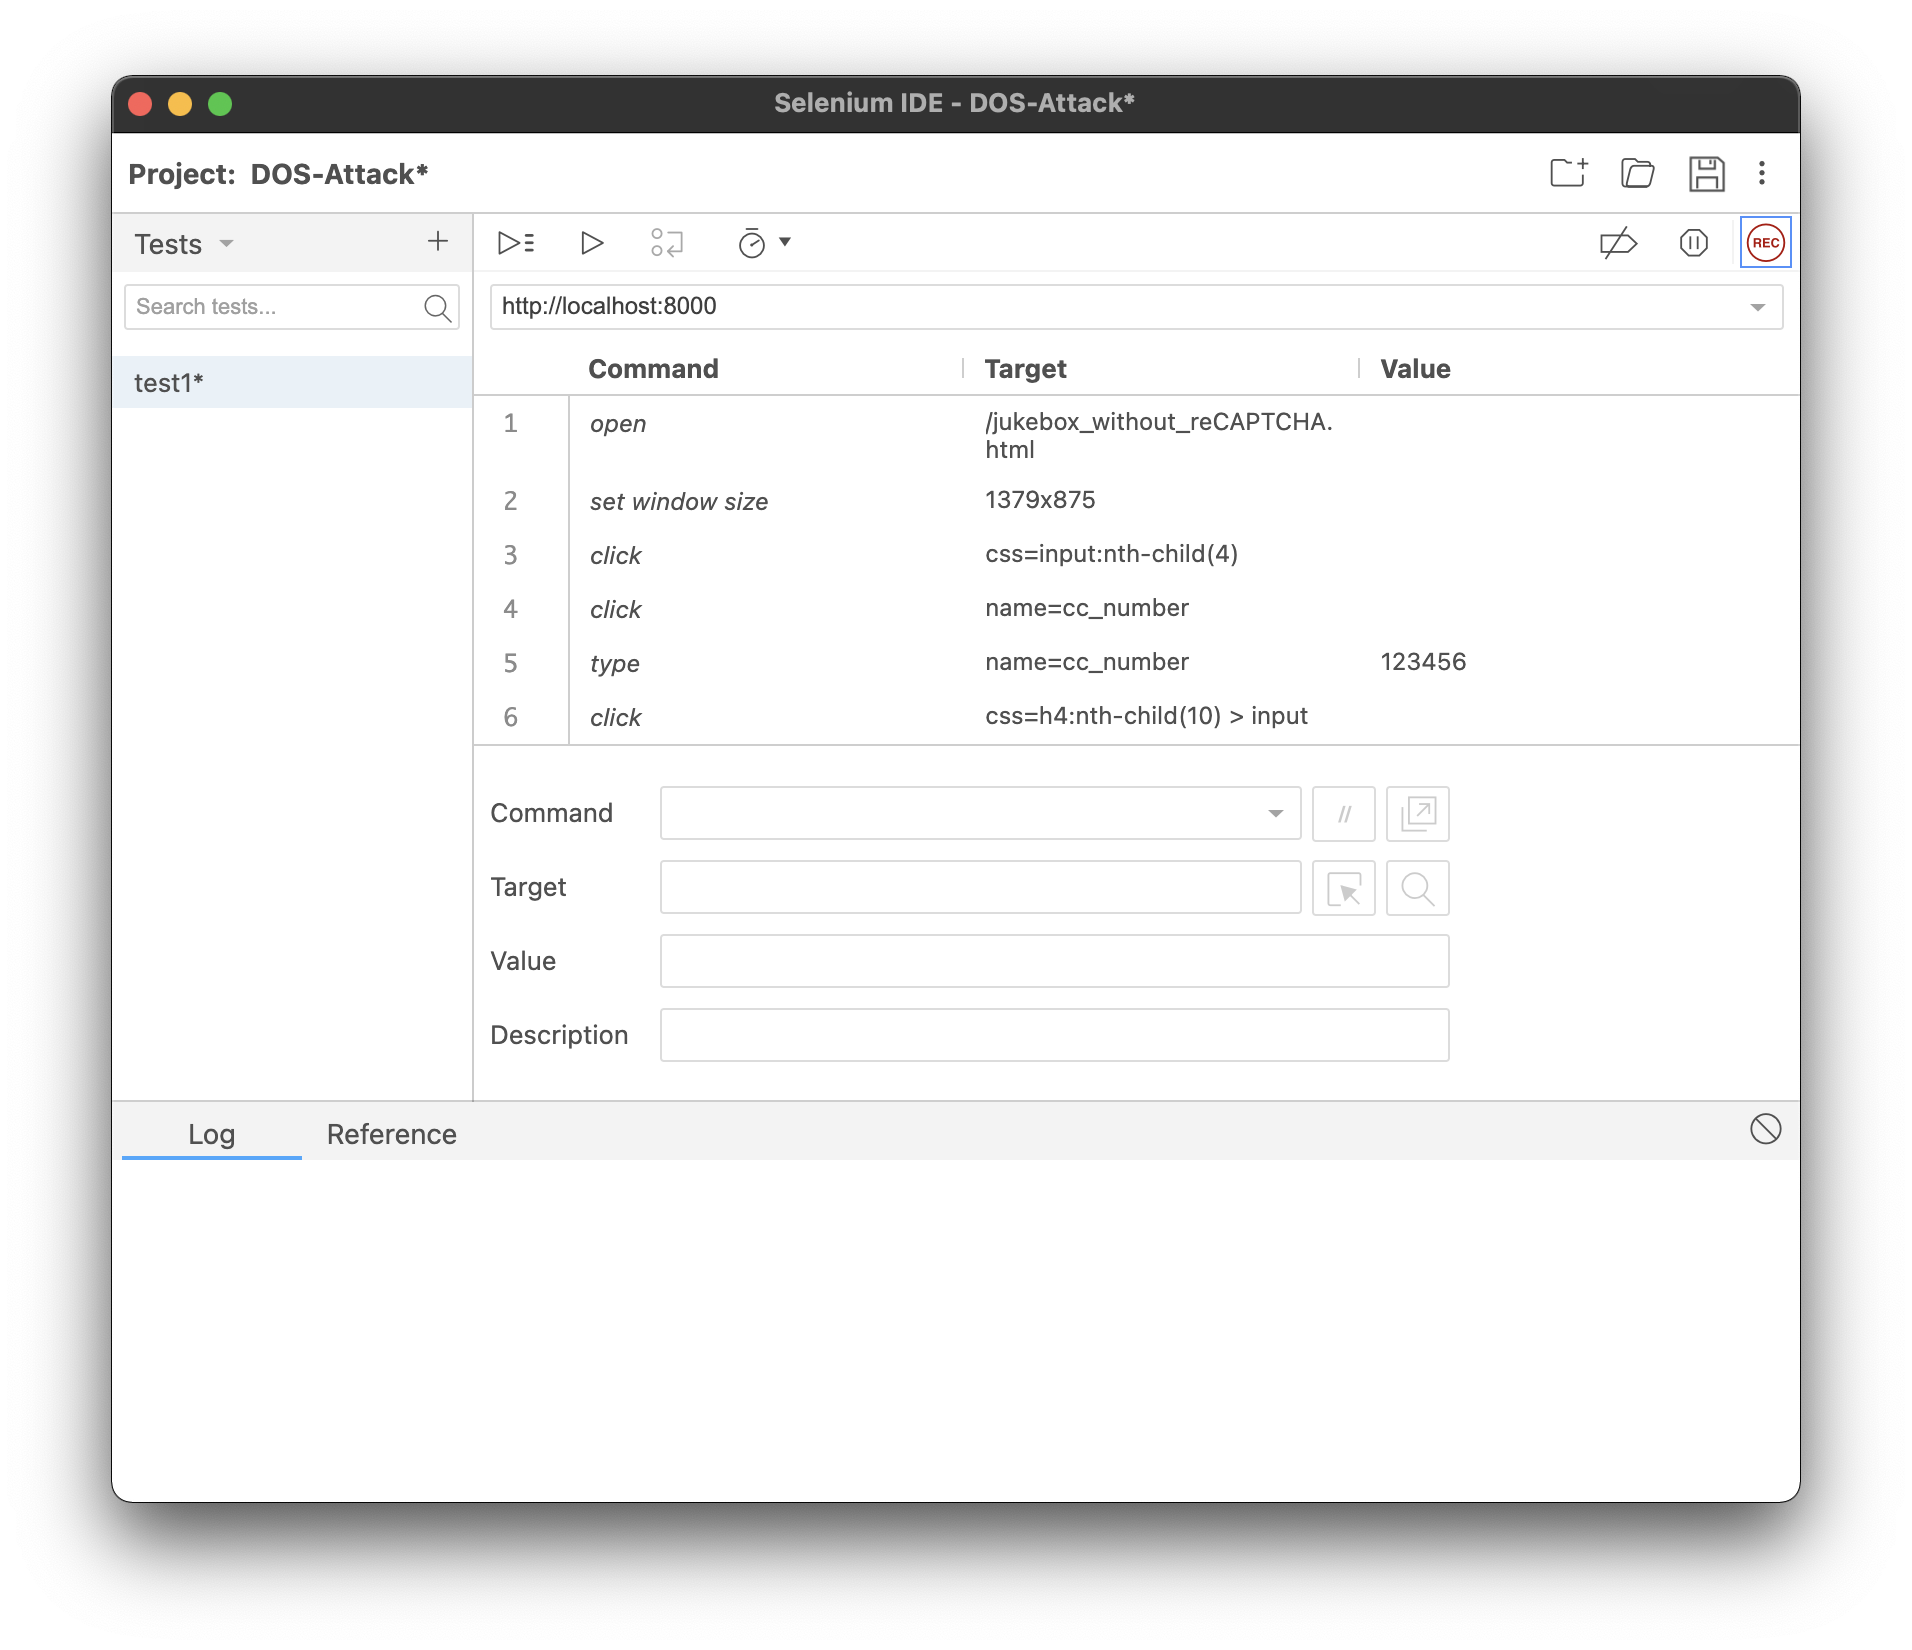 Selenium IDE - DOS-Attack*
Project: DOS-Attack*
Tests
+
REC
Search tests...
http://localhost:8000
test1*
Command Target Value
1 open /jukebox_without_reCAPTCHA.
html
2 set window size 1379x875
3 click css=input:nth-child(4)
4 click name=cc_number
5 type name=cc_number 123456
6 click css=h4:nth-child(10) > input
Command
//
Target
Value
Description
Log Reference